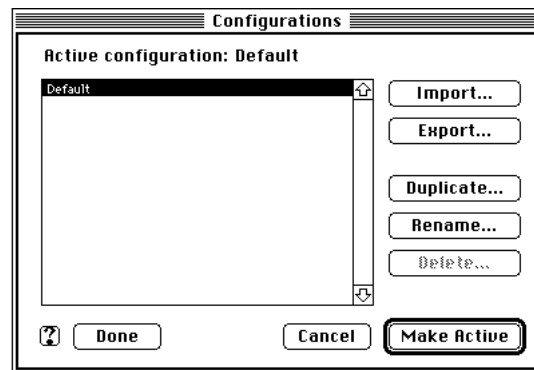 Configurations
Active configuration: Default
Default
Import...
Export...
Duplicate...
Rename...
Delete...
?
Done
Cancel
Make Active